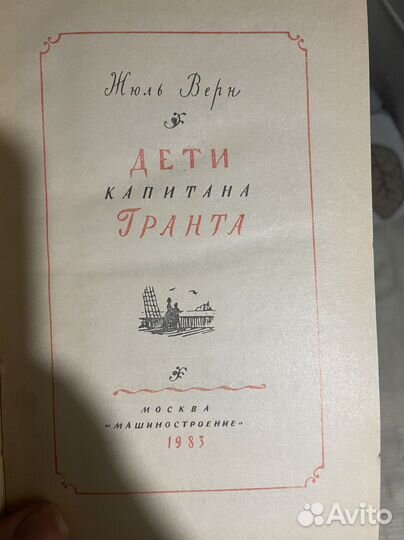 Жюль Верн
ДЕТИ
КАПИТАНА
ГРАНТА
МОСКВА
«МАШИНОСТРОЕНИЕ»
1983
Avito